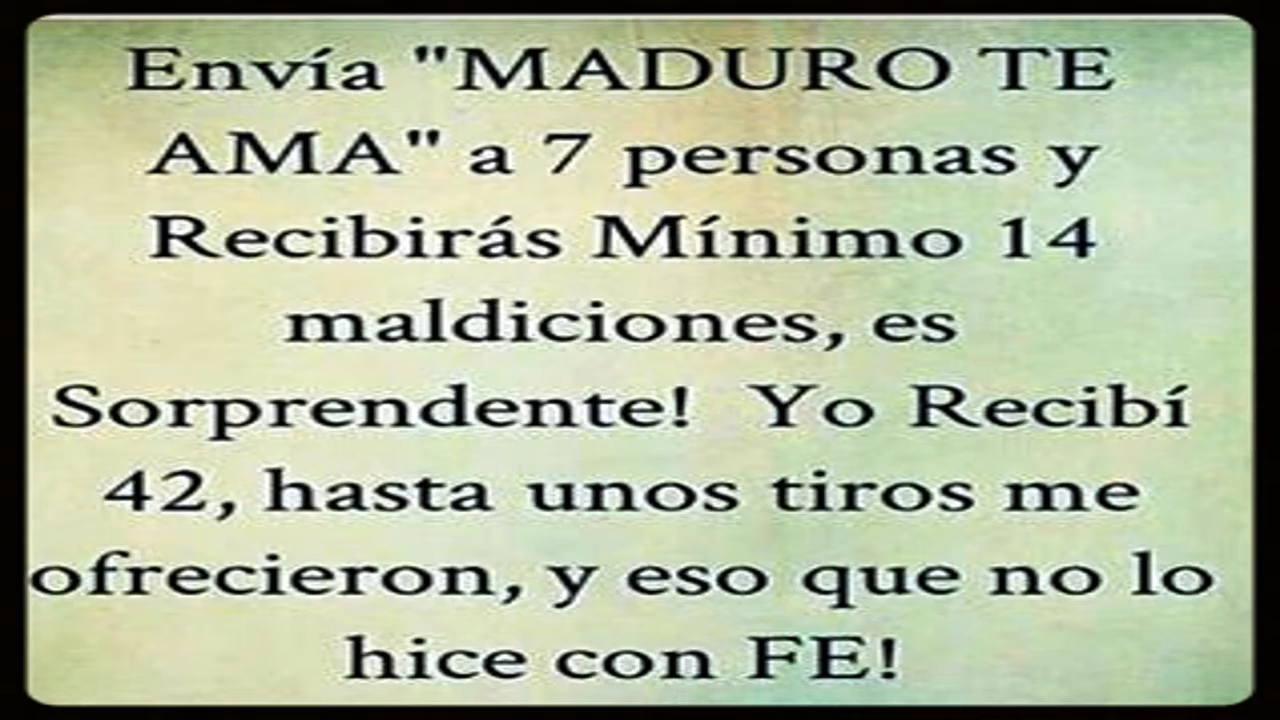 Envía "MADURO TE
AMA" a 7 personas y
Recibirás Mínimo 14
maldiciones, es
Sorprendente! Yo Recibí
42, hasta unos tiros me
ofrecieron, y eso que no lo
hice con FE!